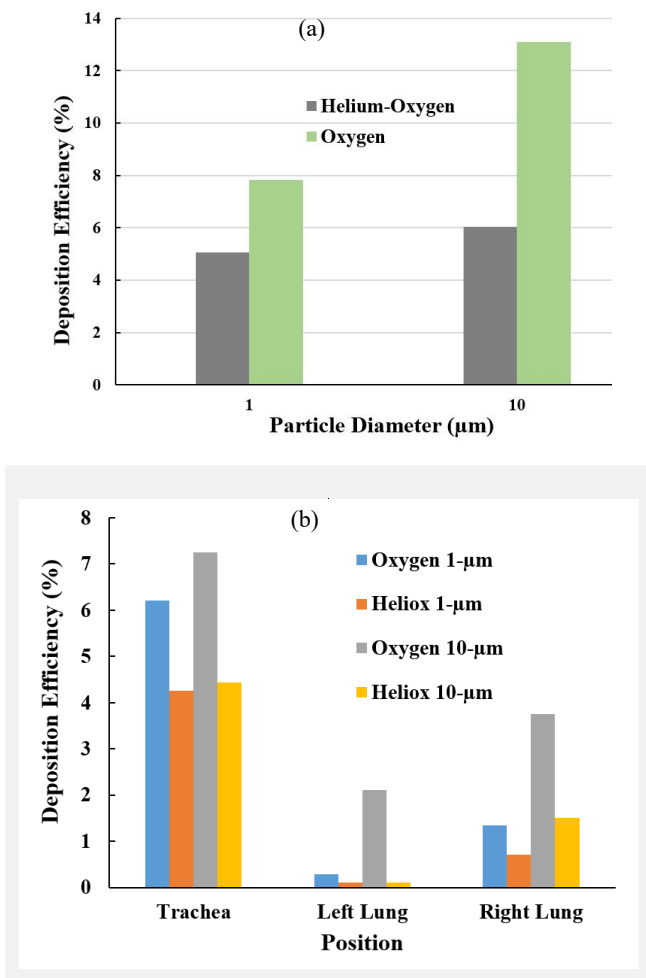 (a)
14
12
10
8
6
4
2
0
Deposition Efficiency (%)
Helium-Oxygen
Oxygen
1 10
Particle Diameter (µm)
(b)
8
7
6
5
4
3
2
1
0
Deposition Efficiency (%)
Oxygen 1-µm
Heliox 1-µm
Oxygen 10-µm
Heliox 10-µm
Trachea Left Lung Right Lung
Position